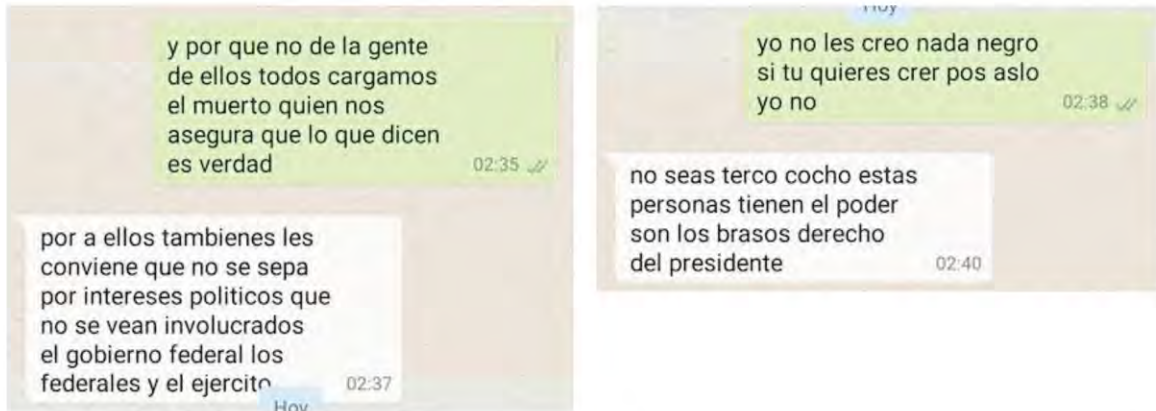 y por que no de la gente
de ellos todos cargamos
el muerto quien nos
asegura que lo que dicen
es verdad 02:35
por a ellos tambienes les
conviene que no se sepa
por intereses politicos que
no se vean involucrados
el gobierno federal los
federales y el ejercito 02:37
Hoy
Hoy
yo no les creo nada negro
si tu quieres crer pos aslo
yo no 02:38
no seas terco cocho estas
personas tienen el poder
son los brasos derecho
del presidente 02:40